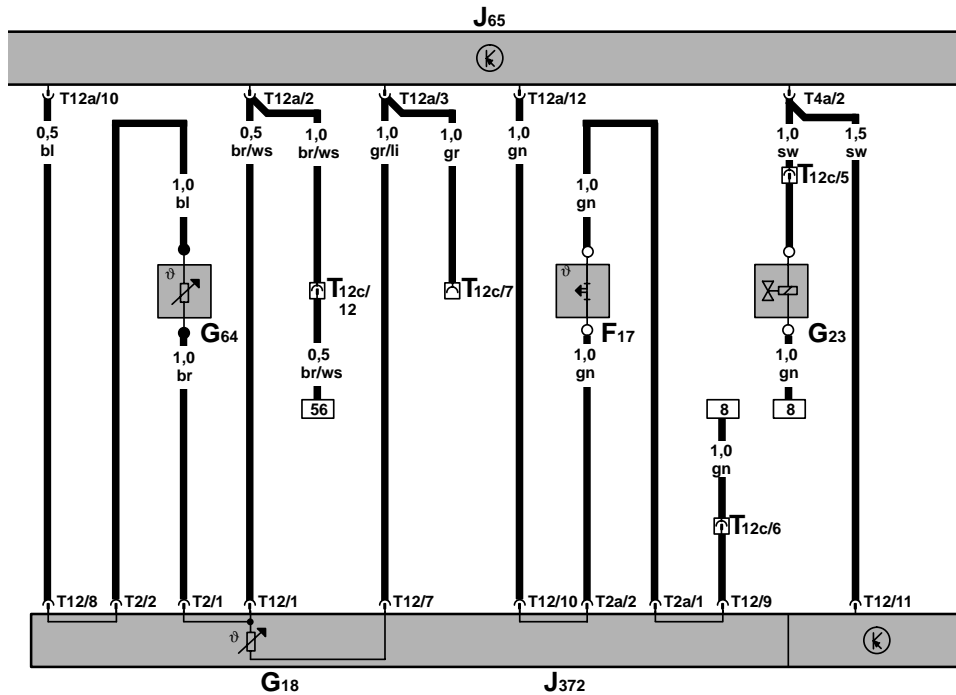 J65
T12a/10
T12a/2
T12a/3
T12a/12
T4a/2
0,5
bl
0,5
br/ws
1,0
br/ws
1,0
gr/li
1,0
gr
1,0
gn
1,0
sw
1,5
sw
T12c/5
1,0
bl
1,0
gn
ϑ
ϑ
T12c/
12
T12c/7
G64
F17
G23
1,0
br
0,5
br/ws
1,0
gn
1,0
gn
56
8
8
1,0
gn
T12c/6
T12/8
T2/2
T2/1
T12/1
T12/7
T12/10
T2a/2
T2a/1
T12/9
T12/11
ϑ
G18
J372